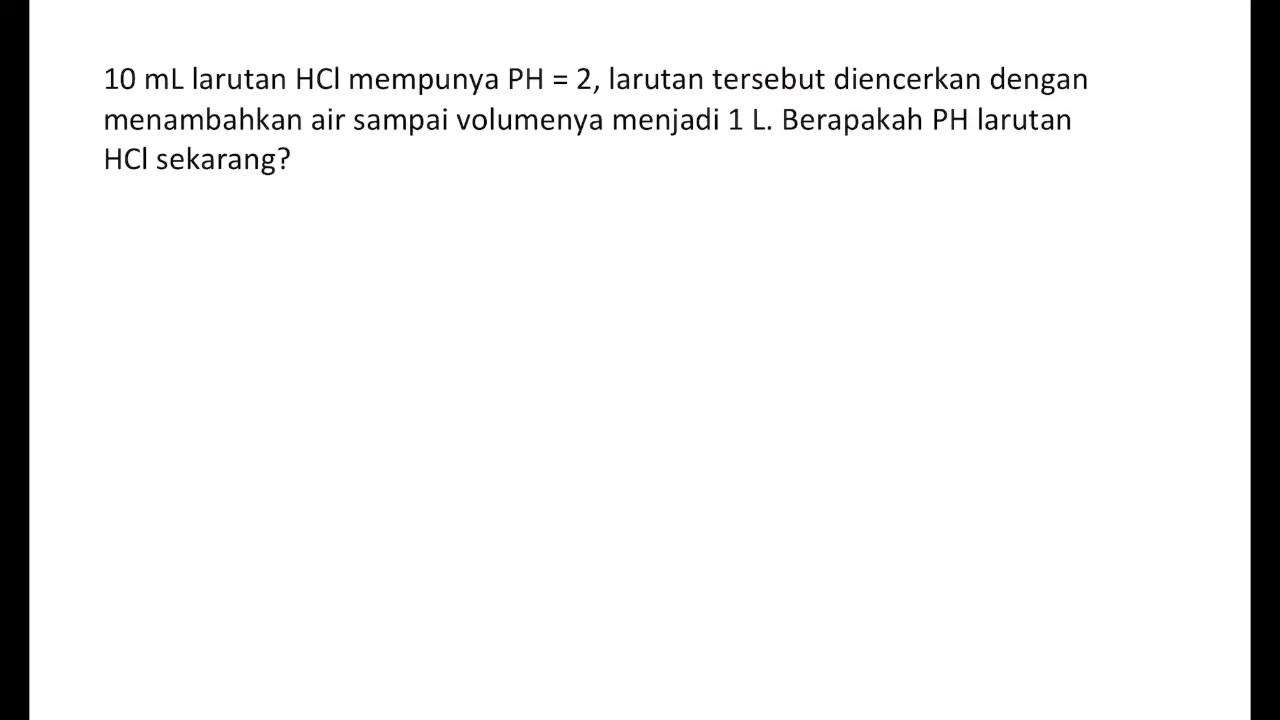 10 mL larutan HCl mempunya PH = 2, larutan tersebut diencerkan dengan
menambahkan air sampai volumenya menjadi 1 L. Berapakah PH larutan
HCl sekarang?